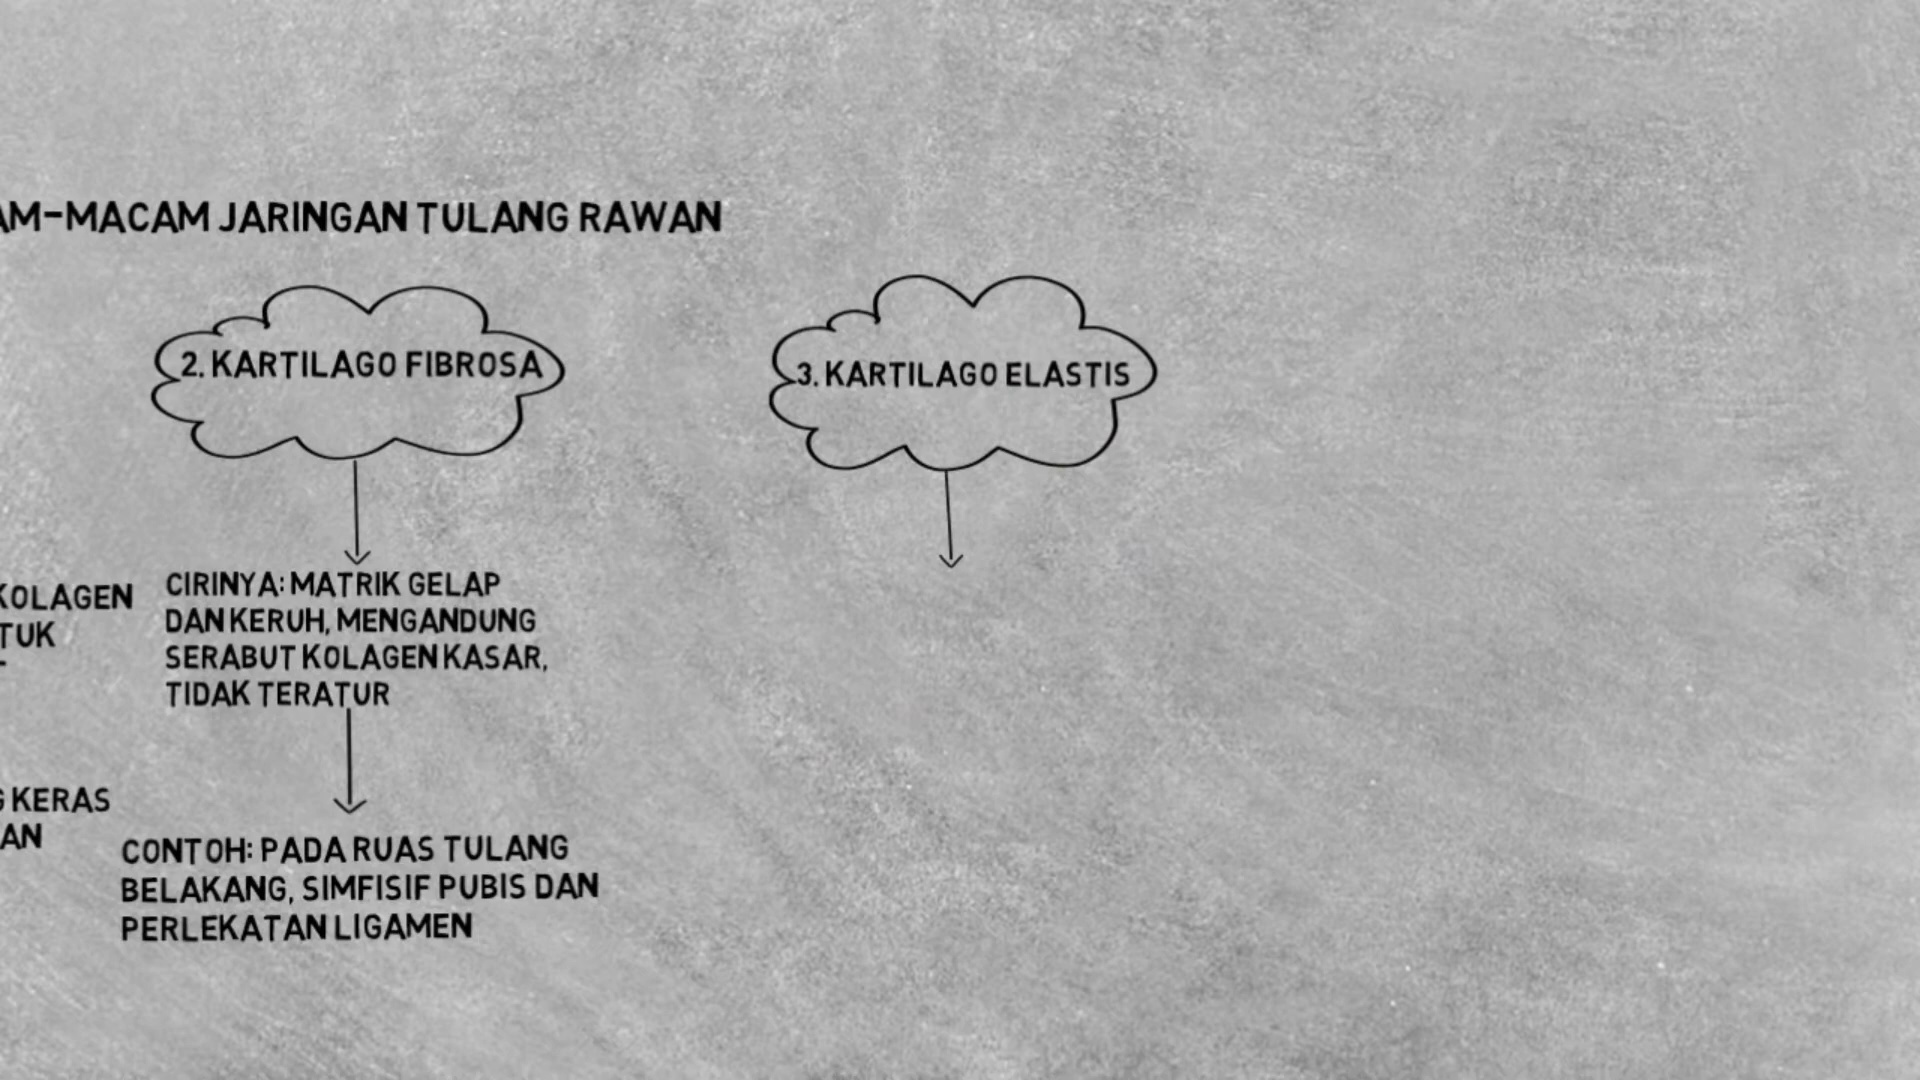 AM-MACAM JARINGAN TULANG RAWAN
2. KARTILAGO FIBROSA
3. KARTILAGO ELASTIS
KOLAGEN
TUK
CIRINYA: MATRIK GELAP
DAN KERUH, MENGANDUNG
SERABUT KOLAGEN KASAR,
TIDAK TERATUR
KERAS
AN
CONTOH: PADA RUAS TULANG
BELAKANG, SIMFISIF PUBIS DAN
PERLEKATAN LIGAMEN